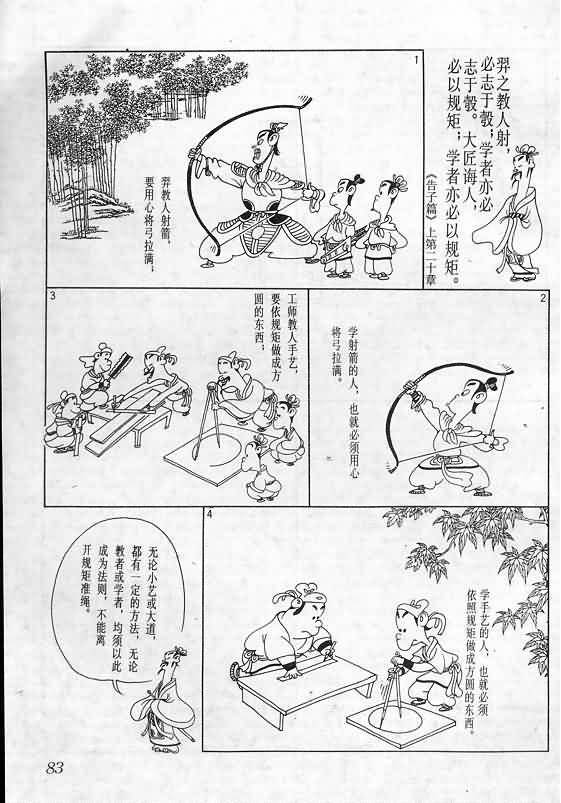 羿之教人射,
必志于彀;学者亦必
志于彀。大匠诲人,
必以规矩;学者亦必以规矩。
《告子篇》上第二十章
1
羿教人射箭,
要用心将弓拉满;
2
学射箭的人,也就必须用心
将弓拉满。
3
工师教人手艺,
要依规矩做成方
圆的东西;
4
学手艺的人,也就必须
依照规矩做成方圆的东西。
无论小艺或大道,
都有一定的方法,无论
教者或学者,均须以此
成为法则,不能离
开规矩准绳。
83